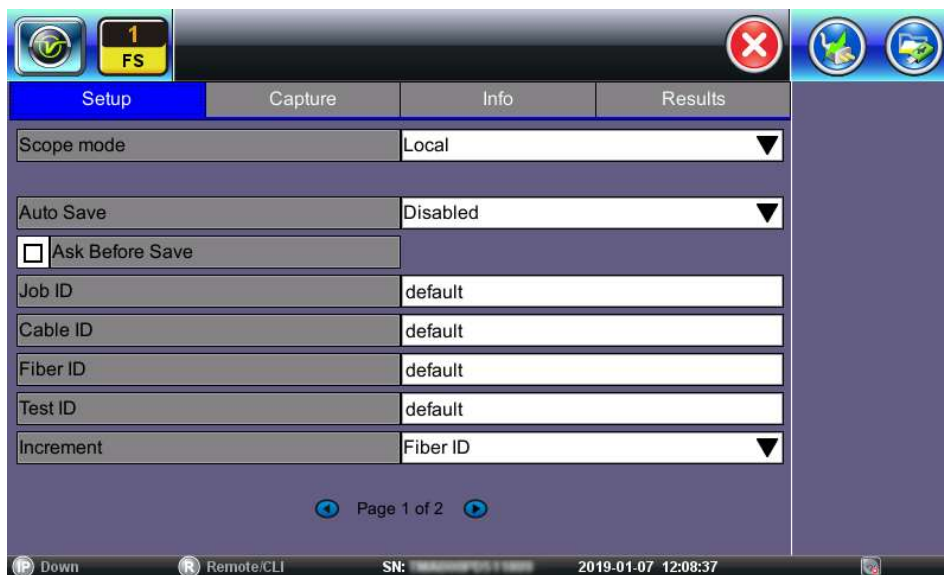 1
FS
Setup Capture Info Results
Scope mode Local
Auto Save Disabled
Ask Before Save
Job ID default
Cable ID default
Fiber ID default
Test ID default
Increment Fiber ID
Page 1 of 2
IP Down R Remote/CLI SN: 2019-01-07 12:08:37